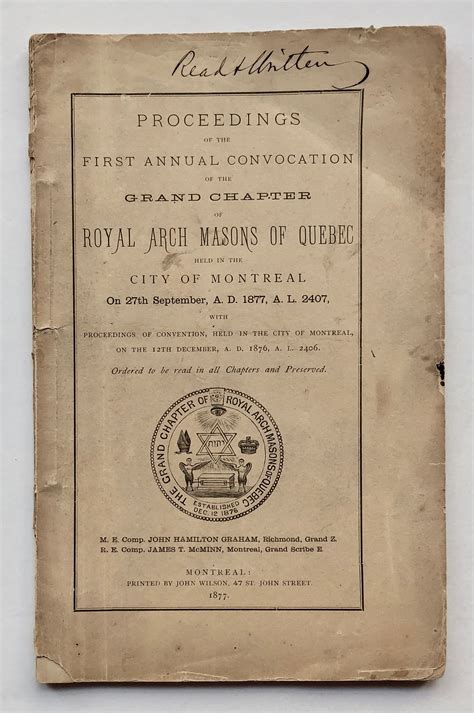 Read & Written
PROCEEDINGS
OF THE
FIRST ANNUAL CONVOCATION
OF THE
GRAND CHAPTER
OF
ROYAL ARCH MASONS OF QUEBEC
HELD IN THE
CITY OF MONTREAL
On 27th September, A. D. 1877, A. L. 2407,
WITH
PROCEEDINGS OF CONVENTION, HELD IN THE CITY OF MONTREAL,
ON THE 12TH DECEMBER, A. D. 1876, A. L. 2406.
Ordered to be read in all Chapters and Preserved.
THE GRAND CHAPTER OF ROYAL ARCH MASONS OF QUEBEC
יהוה
ESTABLISHED
DEC. 12 1876
M. E. Comp. JOHN HAMILTON GRAHAM, Richmond, Grand Z.
R. E. Comp. JAMES T. McMINN, Montreal, Grand Scribe E.
MONTREAL:
PRINTED BY JOHN WILSON, 47 ST. JOHN STREET.
1877.